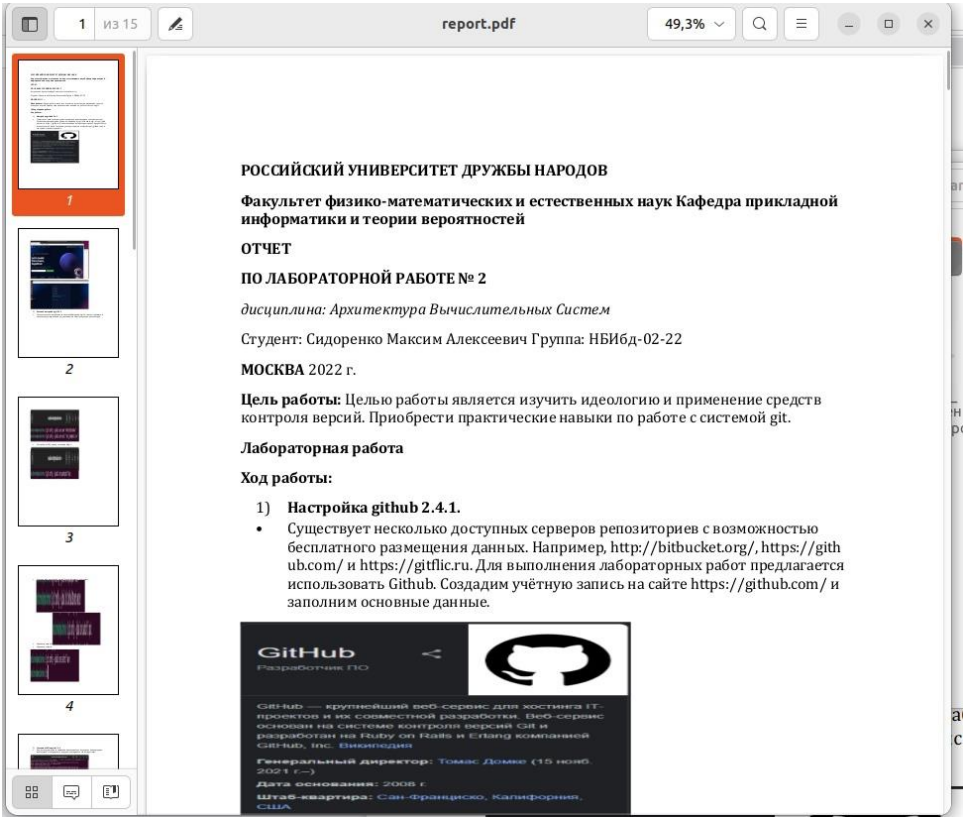 1 из 15
report.pdf
49,3%
РОССИЙСКИЙ УНИВЕРСИТЕТ ДРУЖБЫ НАРОДОВ
Факультет физико-математических и естественных наук Кафедра прикладной
информатики и теории вероятностей
ОТЧЕТ
ПО ЛАБОРАТОРНОЙ РАБОТЕ № 2
дисциплина: Архитектура Вычислительных Систем
Студент: Сидоренко Максим Алексеевич Группа: НБИбд-02-22
МОСКВА 2022 г.
Цель работы: Целью работы является изучить идеологию и применение средств
контроля версий. Приобрести практические навыки по работе с системой git.
Лабораторная работа
Ход работы:
1) Настройка github 2.4.1.
• Существует несколько доступных серверов репозиториев с возможностью
бесплатного размещения данных. Например, http://bitbucket.org/, https://gith
ub.com/ и https://gitflic.ru. Для выполнения лабораторных работ предлагается
использовать Github. Создадим учётную запись на сайте https://github.com/ и
заполним основные данные.
GitHub
Разработчик ПО
GitHub — крупнейший веб-сервис для хостинга IT-
проектов и их совместной разработки. Веб-сервис
основан на системе контроля версий Git и
разработан на Ruby on Rails и Erlang компанией
GitHub, Inc. Википедия
Генеральный директор: Томас Домке (15 нояб.
2021 г.–)
Дата основания: 2008 г.
Штаб-квартира: Сан-Франциско, Калифорния,
США
1
2
3
4